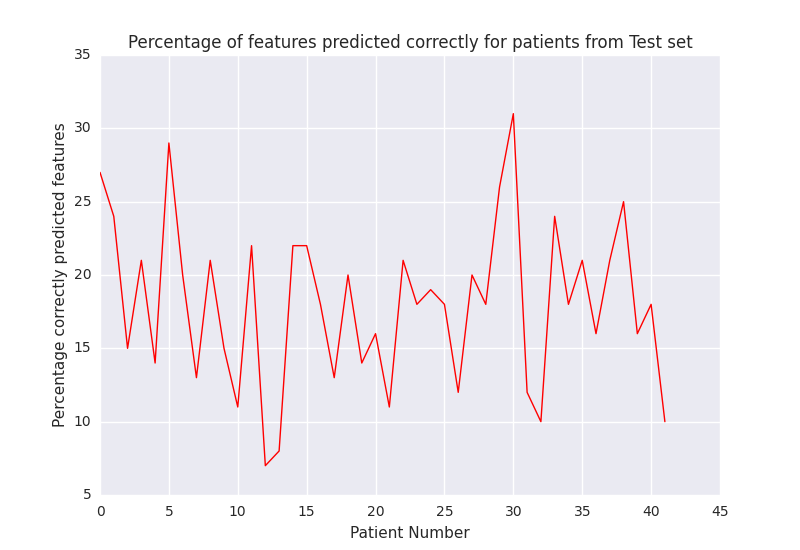 Percentage of features predicted correctly for patients from Test set
35
30
25
20
15
10
5
Percentage correctly predicted features
0 5 10 15 20 25 30 35 40 45
Patient Number